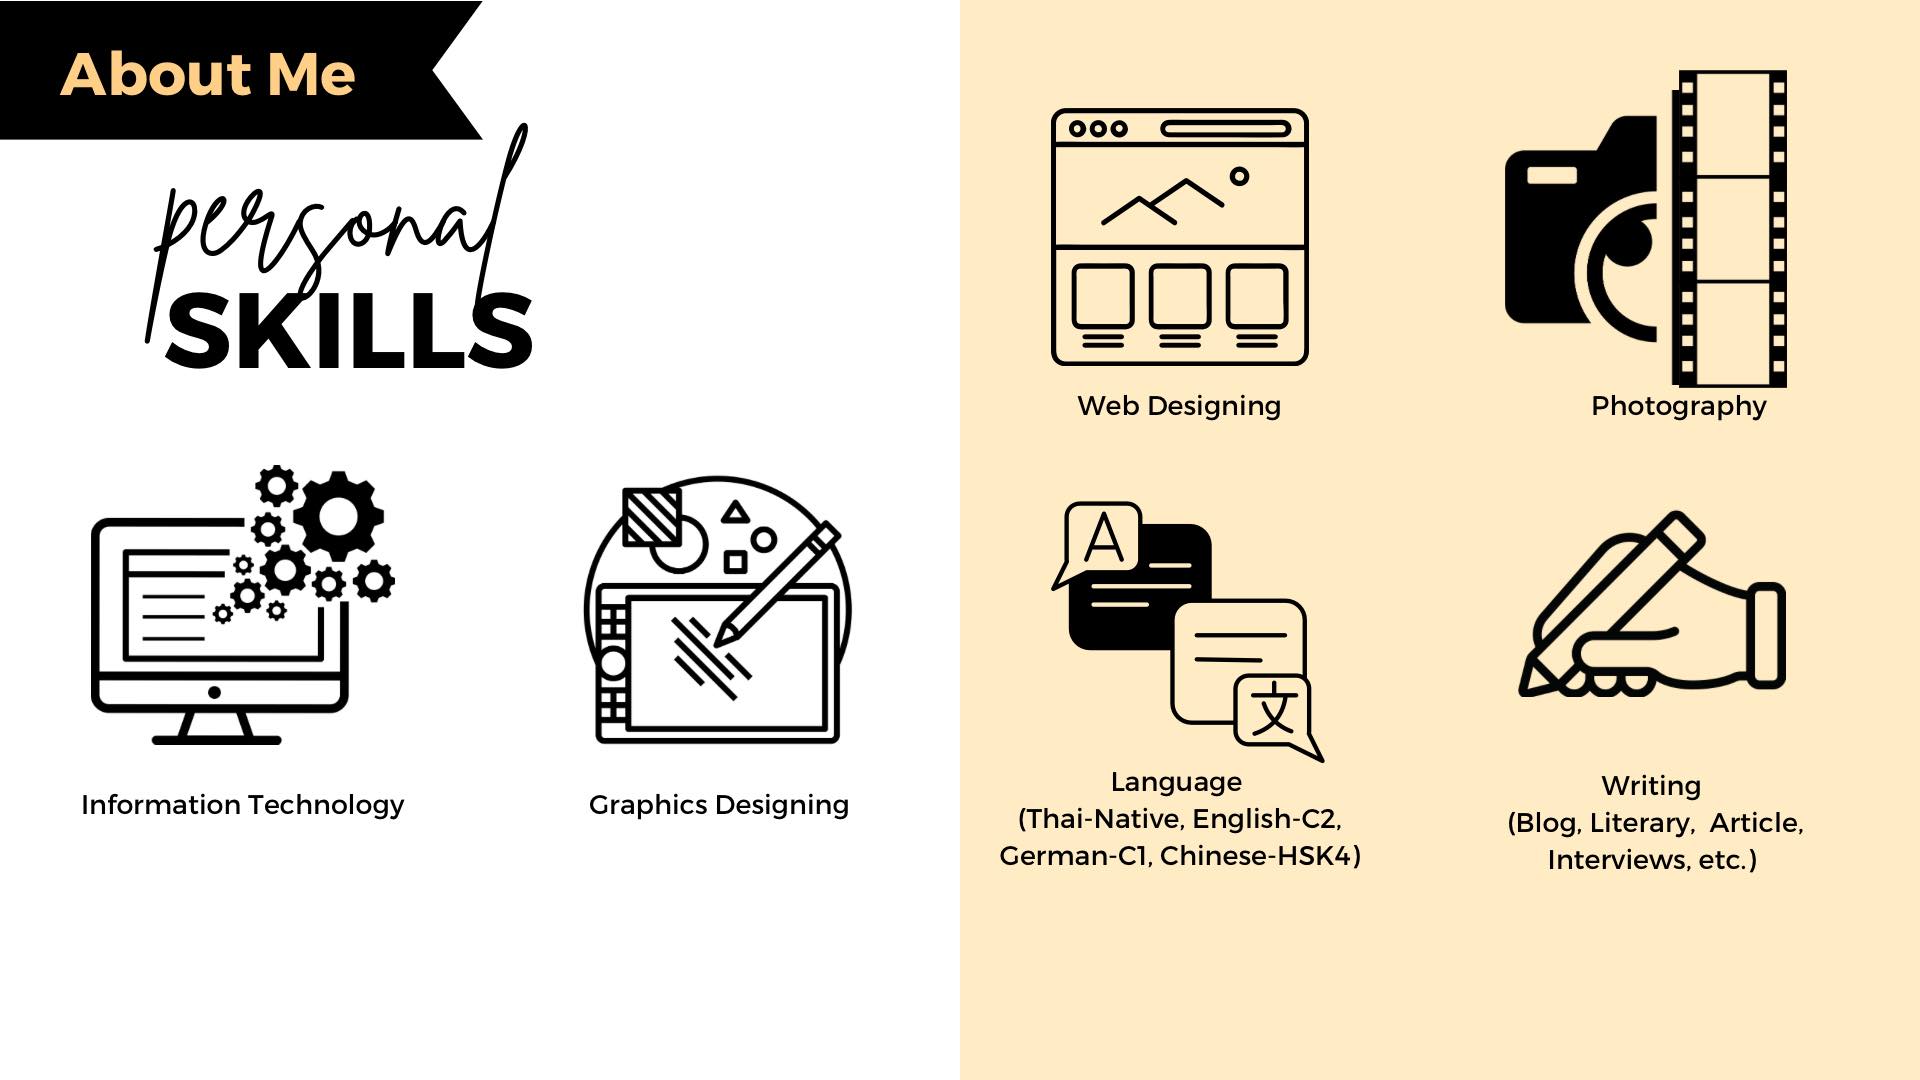 About Me
personal
SKILLS
Information Technology
Graphics Designing
Web Designing
Photography
A
文
Language
(Thai-Native, English-C2,
German-C1, Chinese-HSK4)
Writing
(Blog, Literary,  Article,
Interviews, etc.)